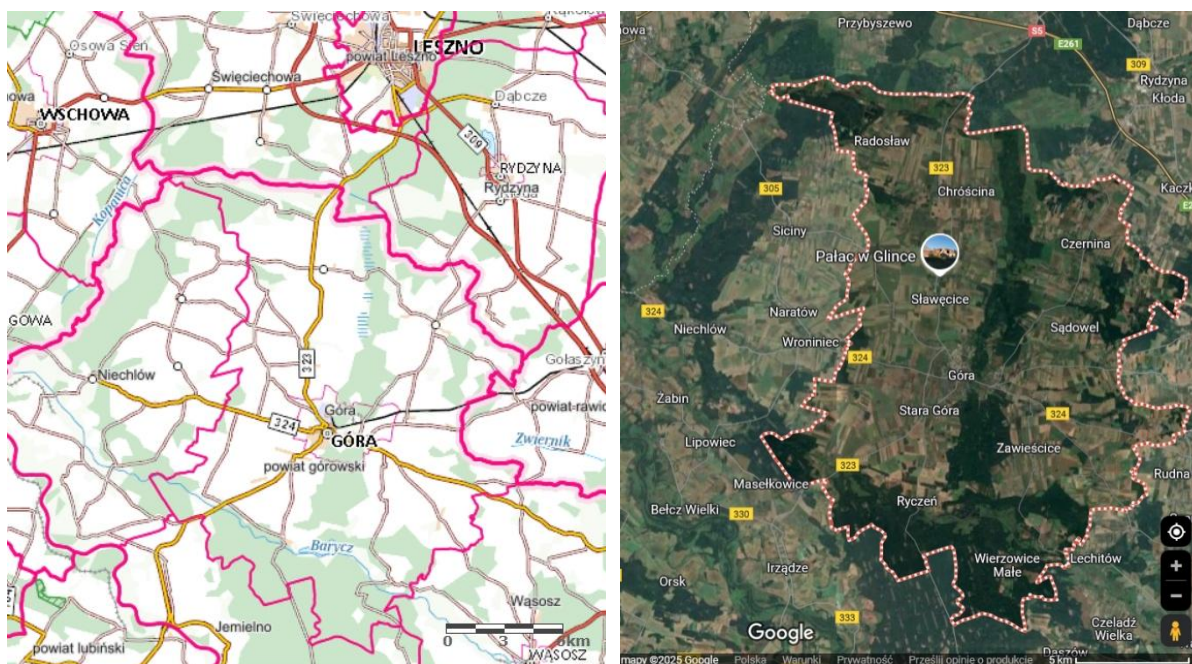 Święciechowa
LESZNO
powiat Leszno
Osowa Sień
Święciechowa
WSCHOWA
Dąbcze
309
RYDZYNA
Rydzyna
Kopanica
323
Gołaszyn
Niechlów
324
Góra
GÓRA
Zwiernik
powiat górowski
Barycz
Wąsosz
Jemielno
powiat lubiński
0 3 6km
WĄSOSZ
Przybyszewo
S5
E261
Dąbcze
309
Rydzyna
Kłoda
Radosław
323
Chróścina
305
Siciny
Pałac w Glince
Czernina
Sławęcice
324
Naratów
Niechlów
Wroniniec
Sądowel
324
Góra
Żabin
Stara Góra
324
Lipowiec
Zawieścice
323
Rudna
Masełkowice
Ryczeń
Bełcz Wielki
330
Wierzowice
Małe
Lechitów
Orsk
Irządze
333
Czeladź
Wielka
Google
mapy ©2025 Google Polska Warunki Prywatność Prześlij opinię o produkcie 5 km